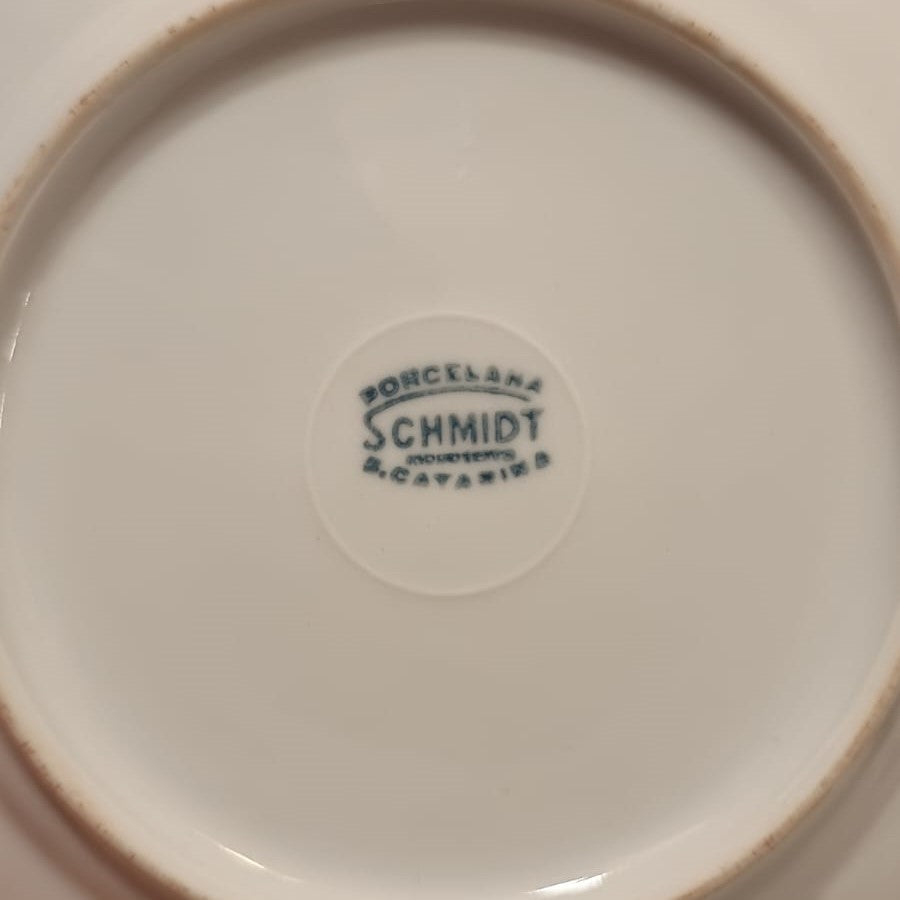 PORCELANA
SCHMIDT
S. CATARINA